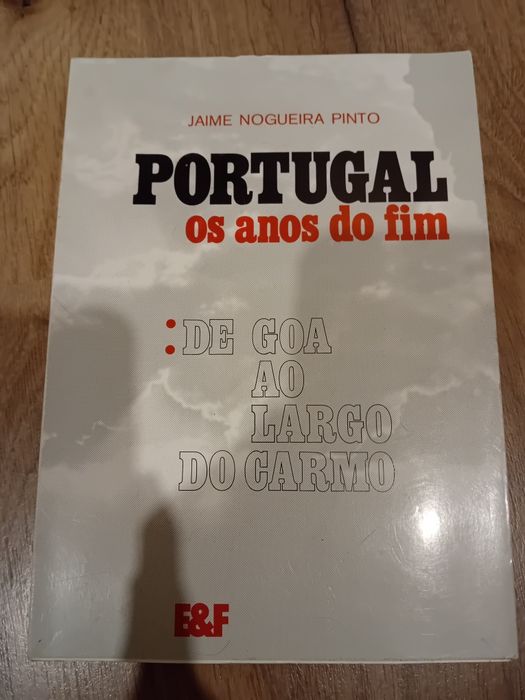 JAIME NOGUEIRA PINTO
PORTUGAL
os anos do fim
: DE GOA
AO
LARGO
DO CARMO
E&F